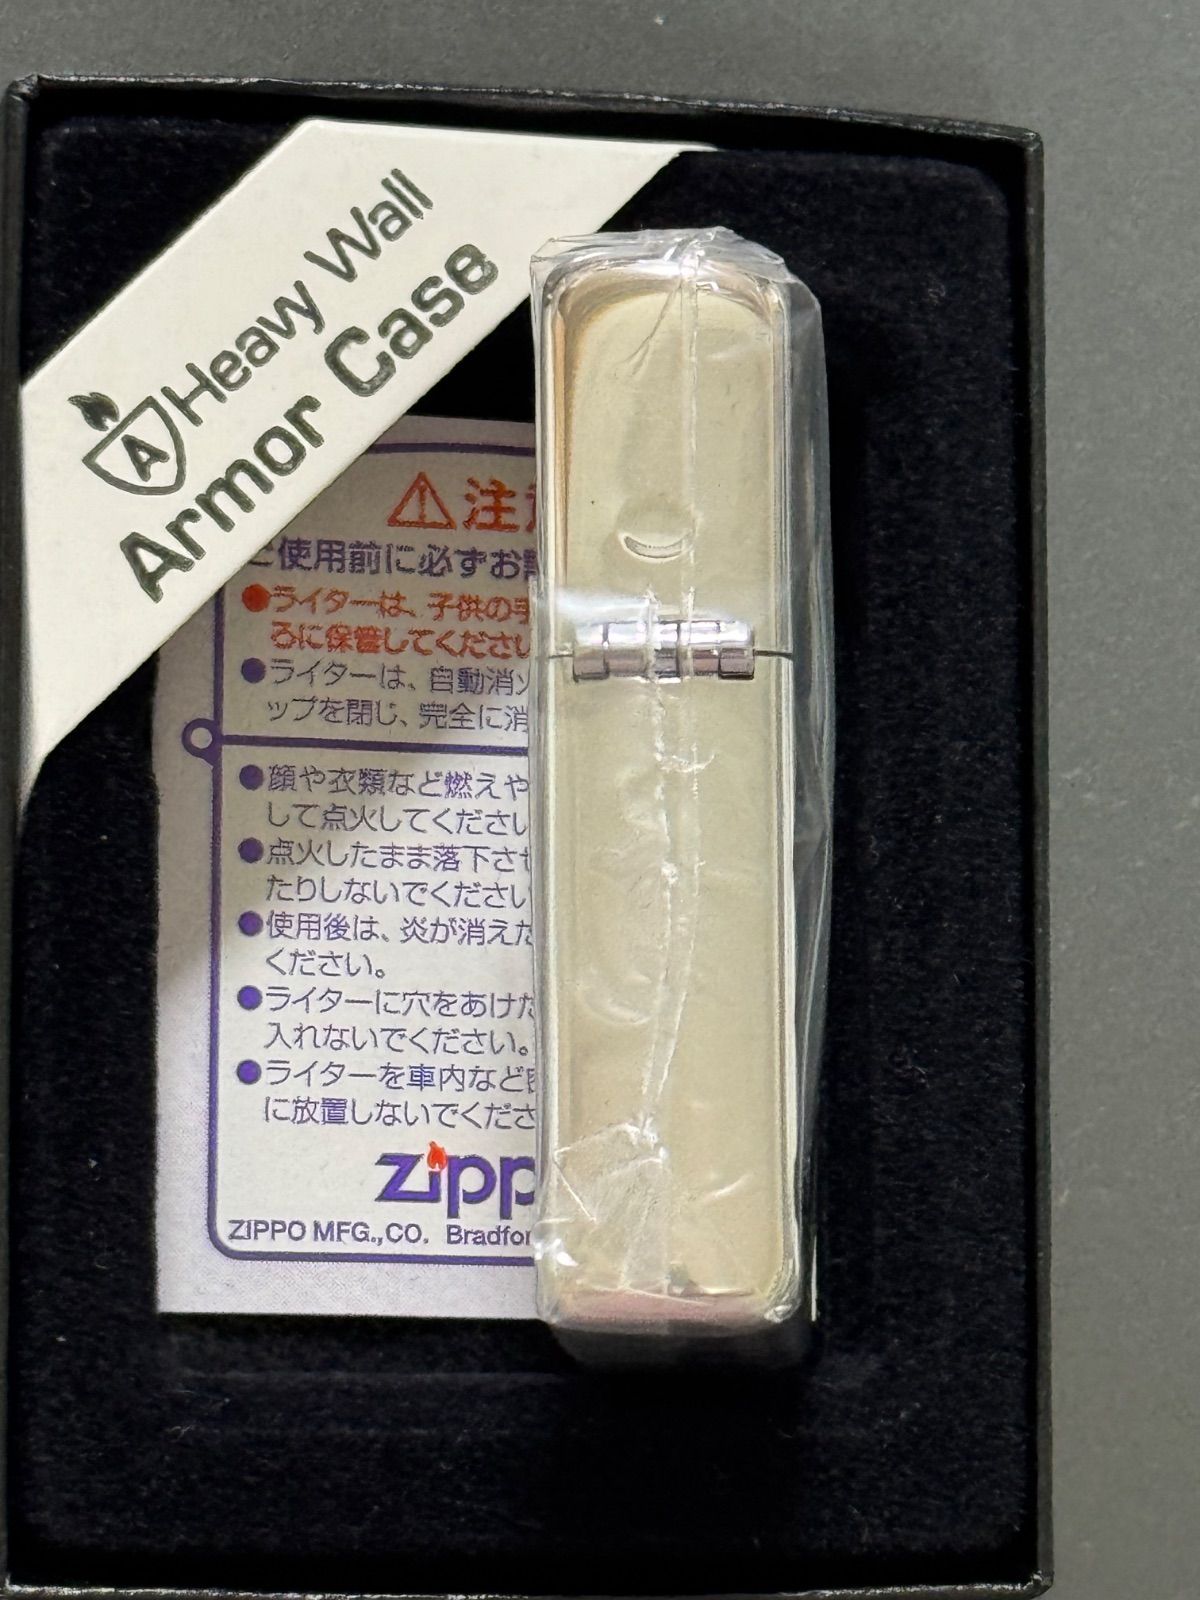 Heavy Wall
A
Armor Case
注意
ご使用前に必ずお
●ライターは、子供の手
ろに保管してください
●ライターは、自動消
ップを閉じ、完全に消
●顔や衣類など燃えや
して点火してください
●点火したまま落下させ
たりしないでください
●使用後は、炎が消えた
ください。
●ライターに穴をあけた
入れないでください。
●ライターを車内など
に放置しないでくださ
Zipp
ZIPPO MFG.,CO. Bradfor